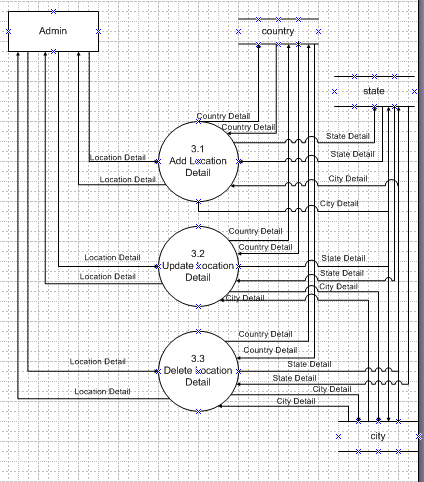 Admin
country
state
Country Detail
Country Detail
State Detail
3.1
Add Location
Detail
State Detail
Location Detail
Location Detail
City Detail
City Detail
Country Detail
Country Detail
3.2
Update Location
Detail
Location Detail
State Detail
State Detail
Location Detail
City Detail
City Detail
Country Detail
Country Detail
3.3
Delete Location
Detail
Location Detail
State Detail
State Detail
Location Detail
City Detail
City Detail
city